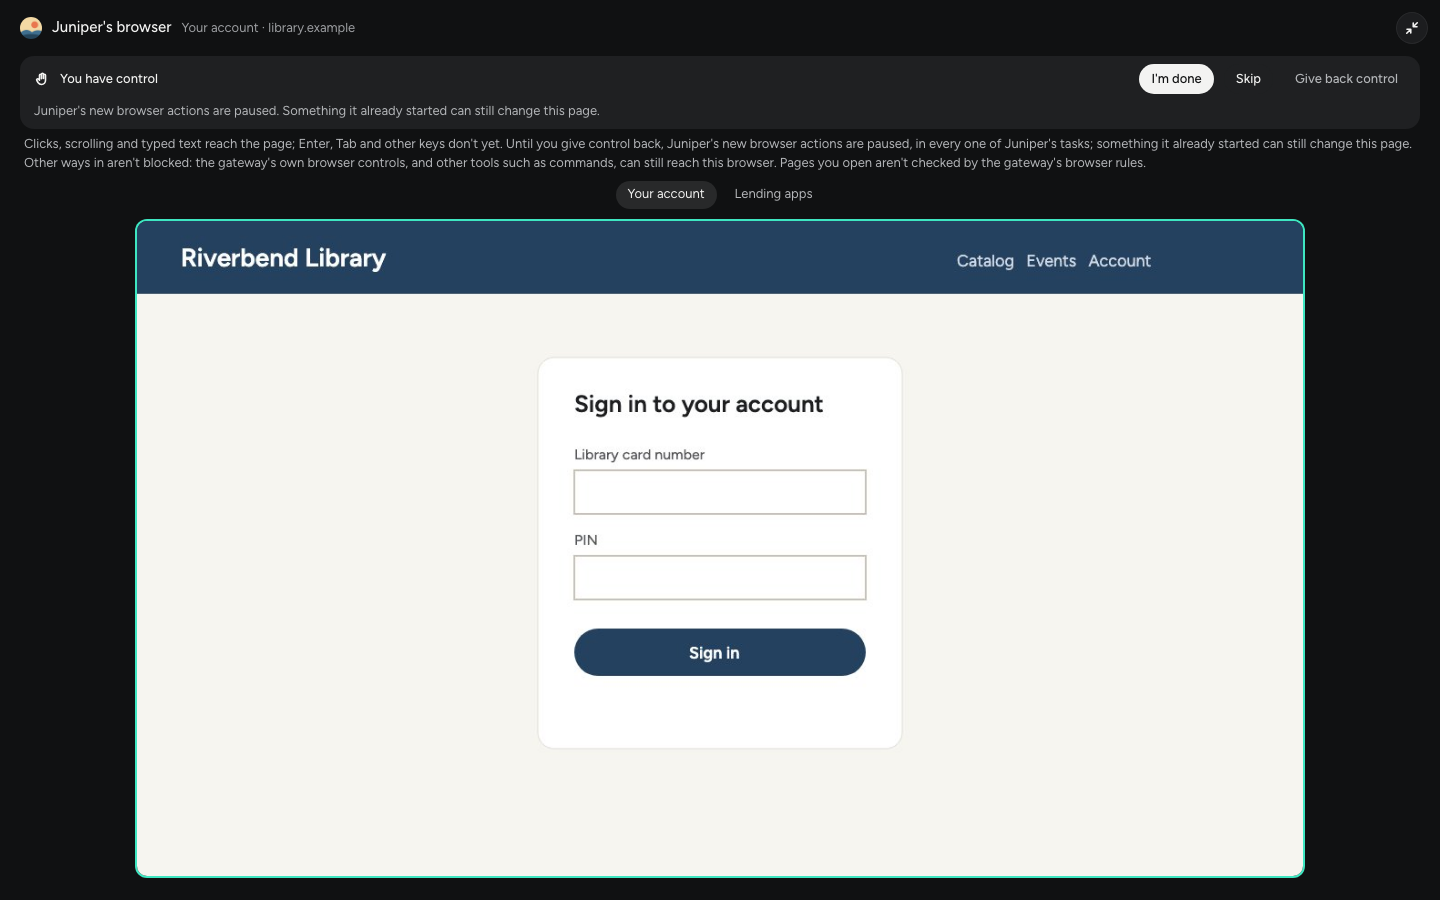 Juniper's browser Your account · library.example
You have control
I'm done Skip Give back control
Juniper's new browser actions are paused. Something it already started can still change this page.
Clicks, scrolling and typed text reach the page; Enter, Tab and other keys don't yet. Until you give control back, Juniper's new browser actions are paused, in every one of Juniper's tasks; something it already started can still change this page.
Other ways in aren't blocked: the gateway's own browser controls, and other tools such as commands, can still reach this browser. Pages you open aren't checked by the gateway's browser rules.
Your account Lending apps
Riverbend Library
Catalog Events Account
Sign in to your account
Library card number
PIN
Sign in